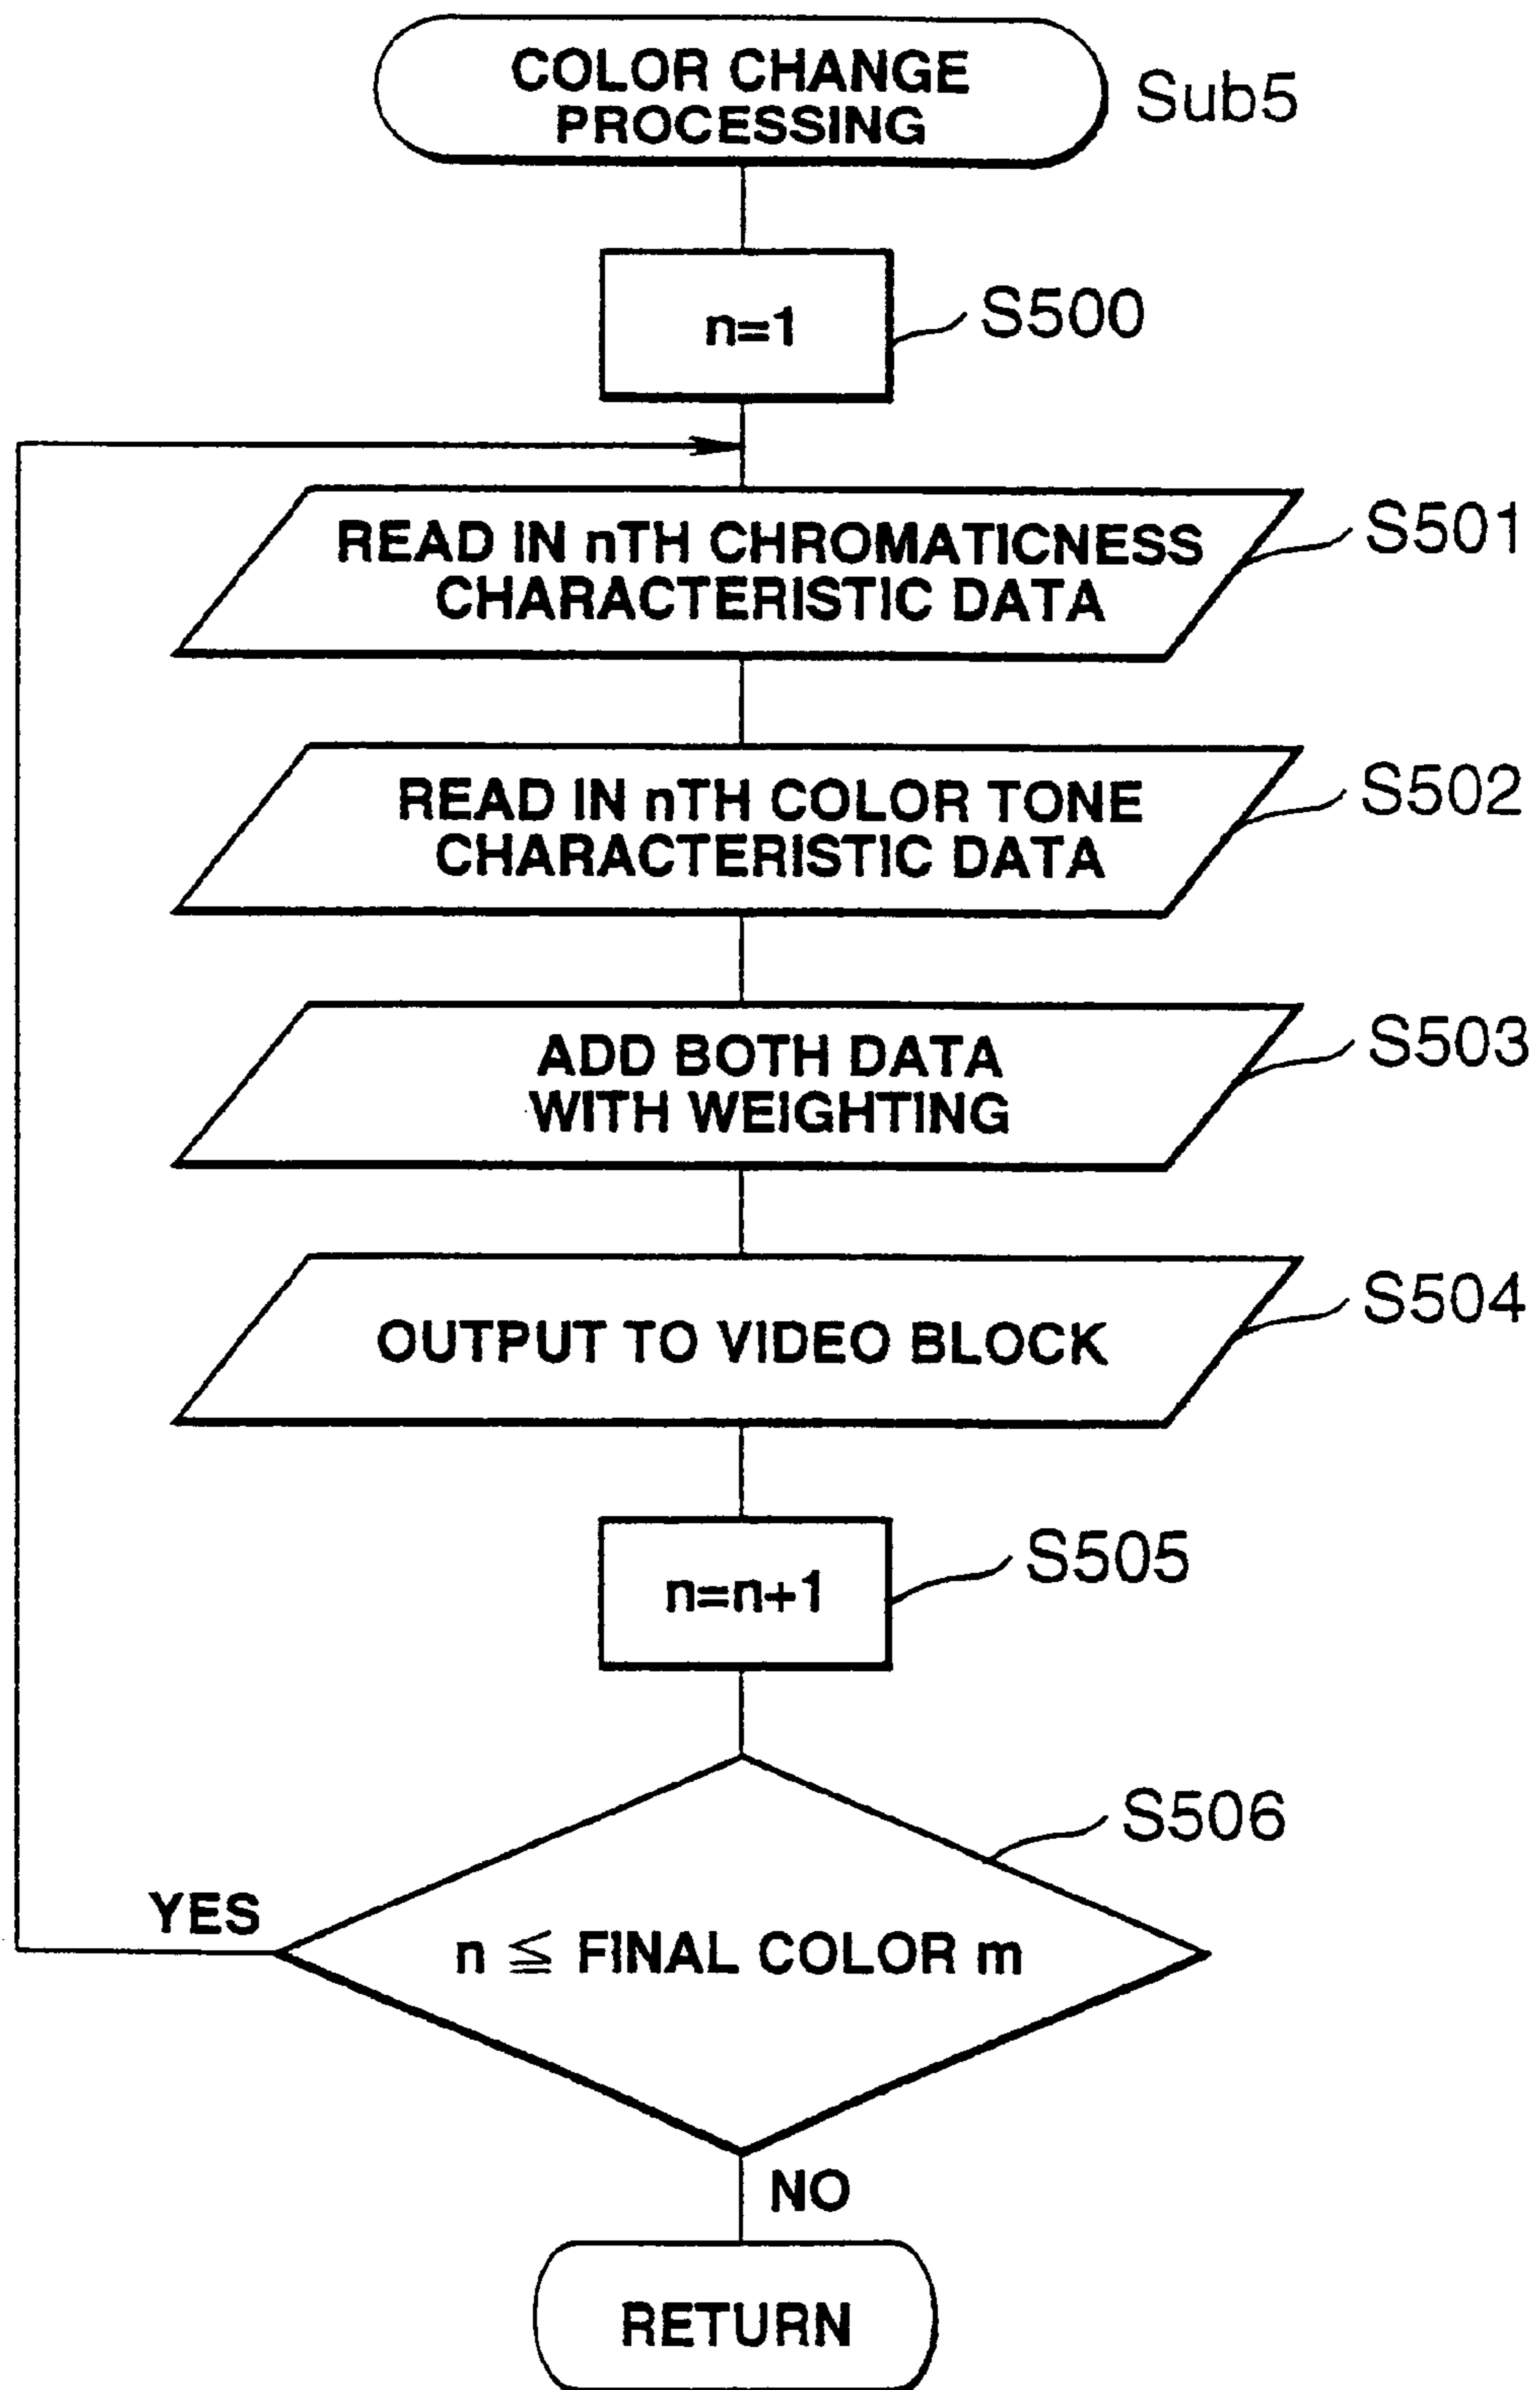 COLOR CHANGE
PROCESSING
Sub5
n=1
S500
READ IN nTH CHROMATICNESS
CHARACTERISTIC DATA
S501
READ IN nTH COLOR TONE
CHARACTERISTIC DATA
S502
ADD BOTH DATA
WITH WEIGHTING
S503
OUTPUT TO VIDEO BLOCK
S504
n=n+1
S505
S506
YES
n ≦ FINAL COLOR m
NO
RETURN